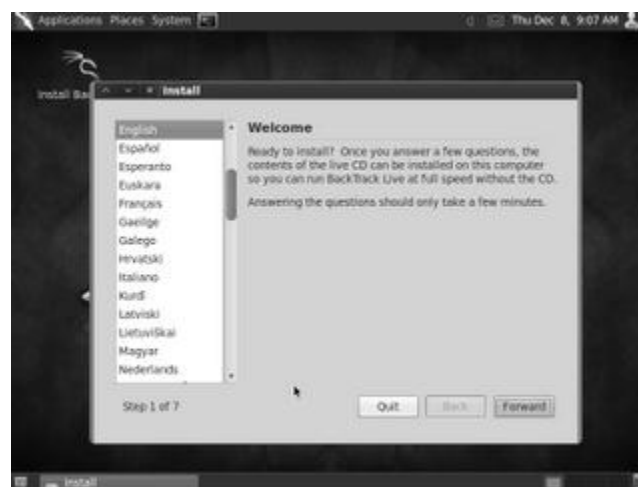 Applications Places System
Thu Dec 8, 9:07 AM
Install Bac
Install
English
Español
Esperanto
Euskara
Français
Gaeilge
Galego
Hrvatski
Italiano
Kurdî
Latviski
Lietuviškai
Magyar
Nederlands
Welcome
Ready to install? Once you answer a few questions, the
contents of the live CD can be installed on this computer
so you can run BackTrack Live at full speed without the CD.
Answering the questions should only take a few minutes.
Step 1 of 7
Quit
Back
Forward
Install